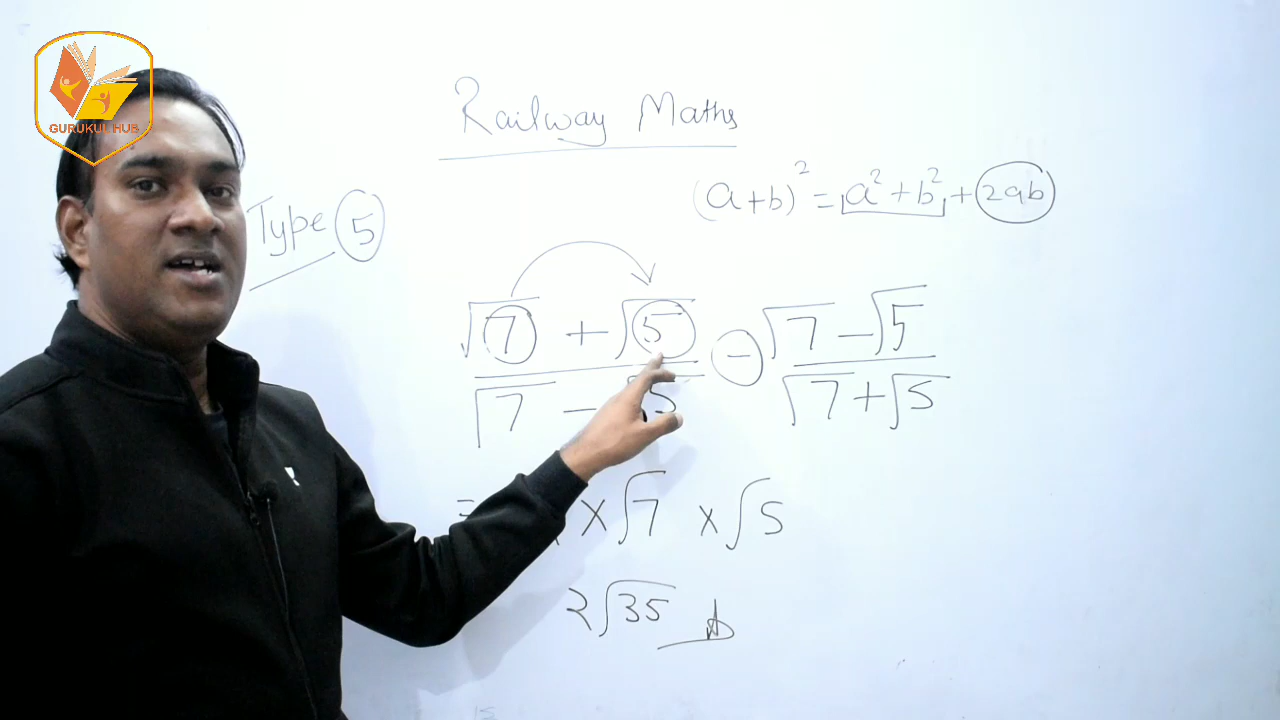 GURUKUL HUB
Railway Maths
(a+b)² = a² + b² + 2ab
Type 5
√7 + √5 − √7 − √5
√7 − √5 √7 + √5
= × √7 × √5
2√35